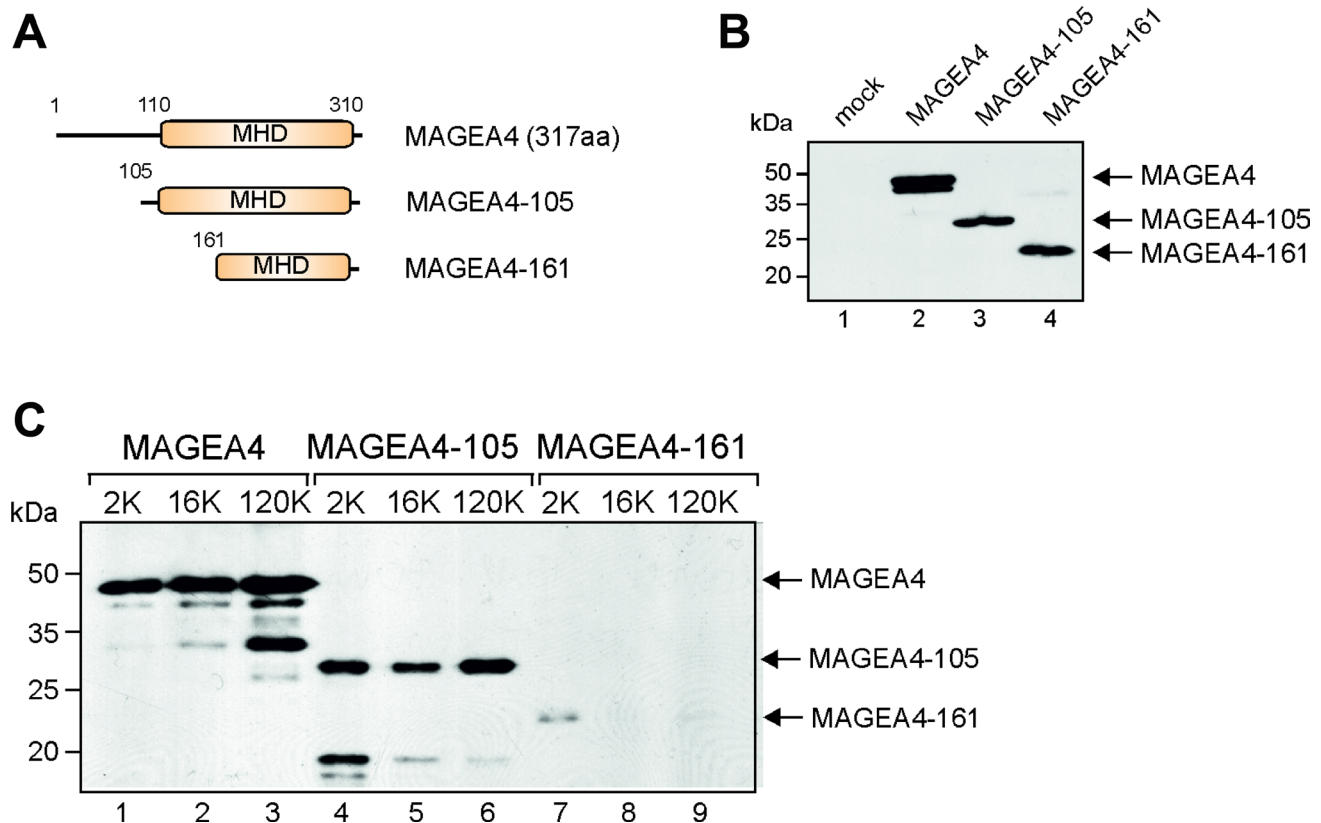 A
1 110 310
MHD
MAGEA4 (317aa)
105
MHD
MAGEA4-105
161
MHD
MAGEA4-161
B
kDa
mock
MAGEA4
MAGEA4-105
MAGEA4-161
50
35
25
20
MAGEA4
MAGEA4-105
MAGEA4-161
1 2 3 4
C
MAGEA4 MAGEA4-105 MAGEA4-161
2K 16K 120K 2K 16K 120K 2K 16K 120K
kDa
50
35
25
20
MAGEA4
MAGEA4-105
MAGEA4-161
1 2 3 4 5 6 7 8 9